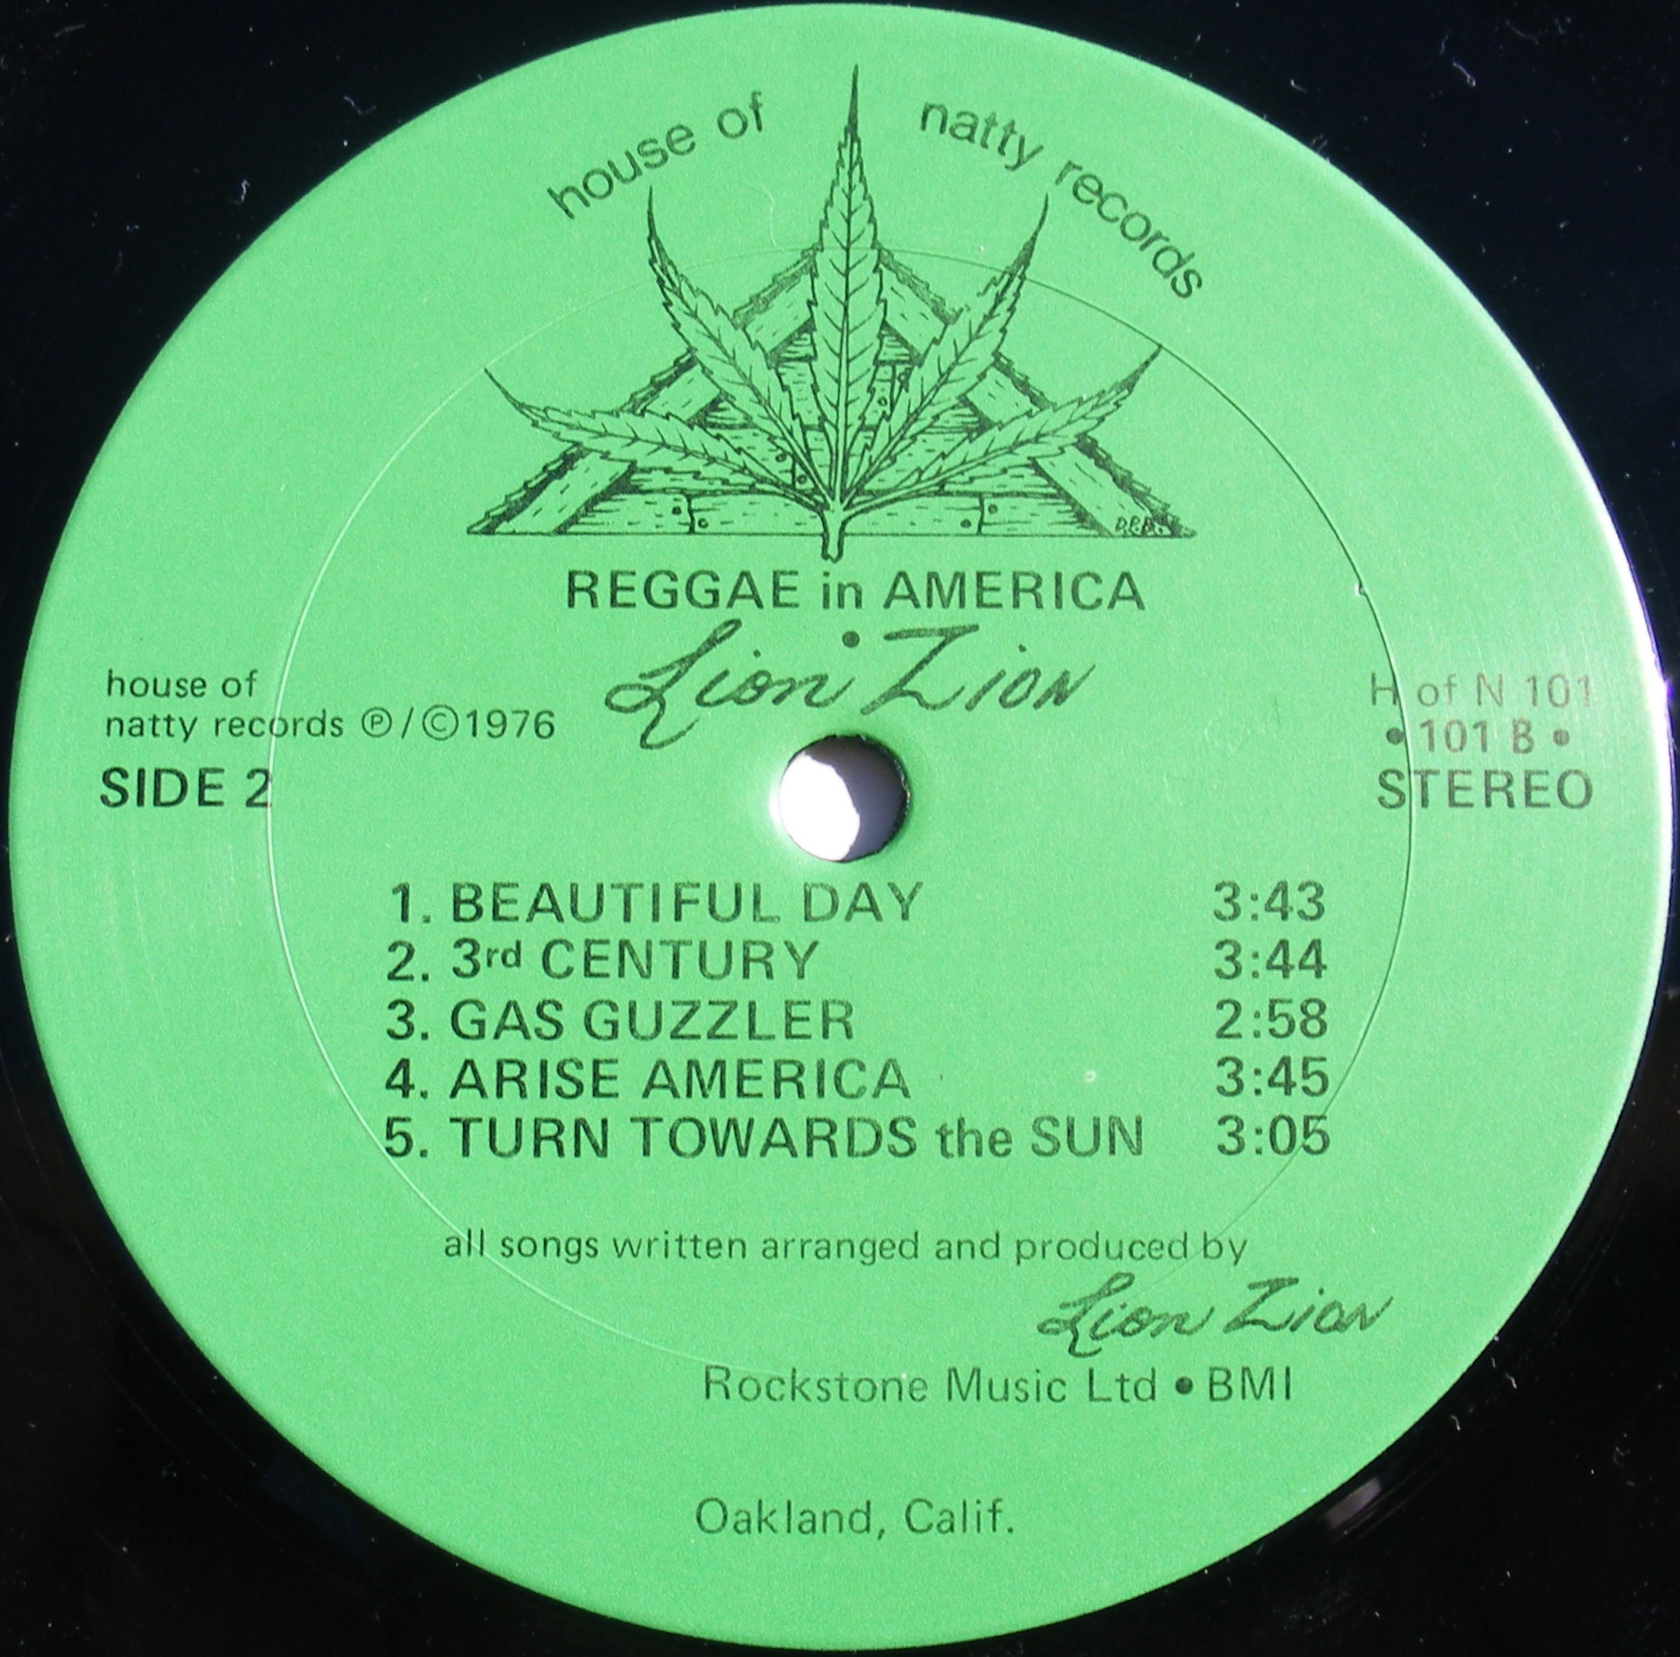 house of natty records
D.P.B.
REGGAE in AMERICA
Lion Zion
house of
natty records ℗/©1976
SIDE 2
H of N 101
• 101 B •
STEREO
1. BEAUTIFUL DAY 3:43
2. 3rd CENTURY 3:44
3. GAS GUZZLER 2:58
4. ARISE AMERICA 3:45
5. TURN TOWARDS the SUN 3:05
all songs written arranged and produced by
Lion Zion
Rockstone Music Ltd • BMI
Oakland, Calif.